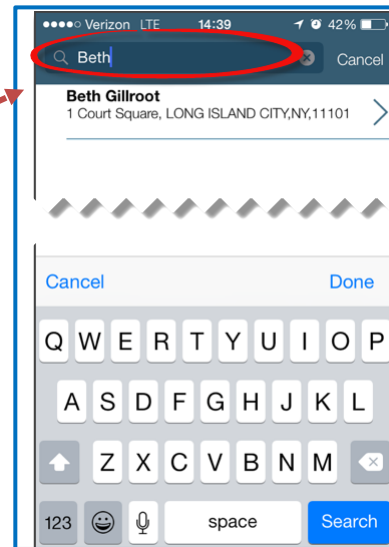 Verizon LTE 14:39 42%
Beth Cancel
Beth Gillroot
1 Court Square, LONG ISLAND CITY,NY,11101
Cancel Done
Q W E R T Y U I O P
A S D F G H J K L
Z X C V B N M
123 space Search